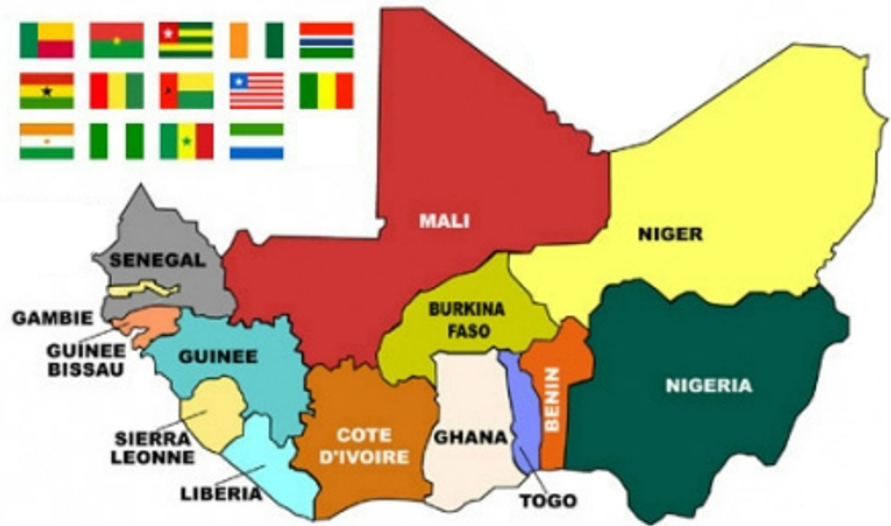 MALI
NIGER
SENEGAL
GAMBIE
GUINEE
BISSAU
GUINEE
BURKINA
FASO
NIGERIA
BENIN
SIERRA
LEONNE
COTE
D'IVOIRE
GHANA
LIBERIA
TOGO